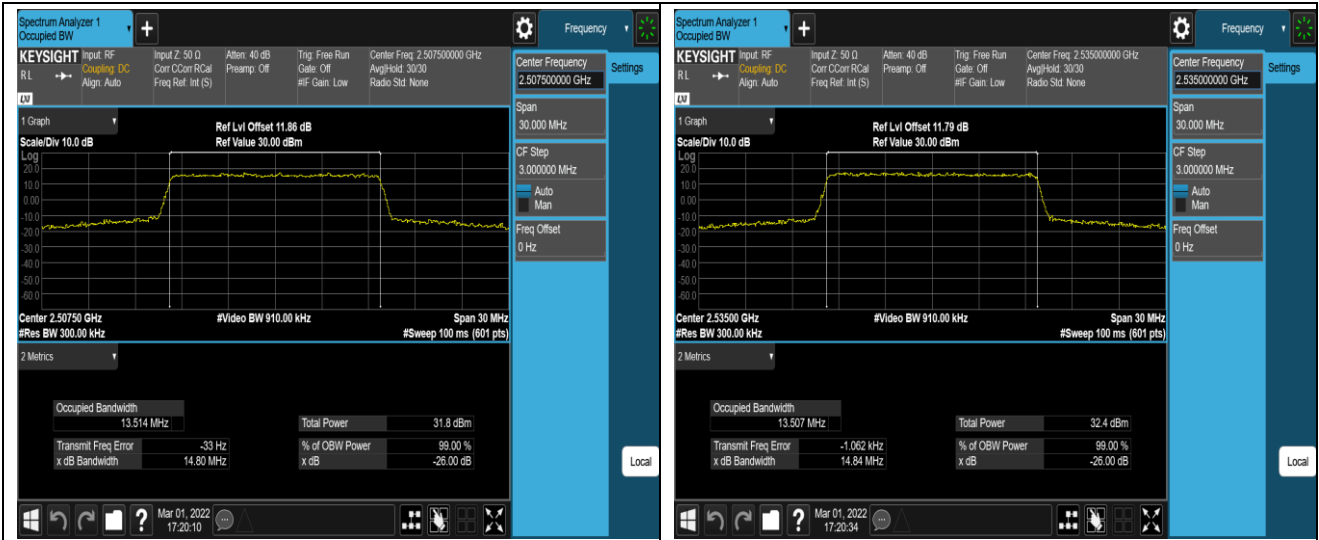 Spectrum Analyzer 1
Occupied BW
+
Frequency
KEYSIGHT
RL
LXI
Input: RF
Coupling: DC
Align: Auto
Input Z: 50 Ω
Corr CCorr RCal
Freq Ref: Int (S)
Atten: 40 dB
Preamp: Off
Trig: Free Run
Gate: Off
#IF Gain: Low
Center Freq: 2.507500000 GHz
Avg|Hold: 30/30
Radio Std: None
Center Frequency
2.507500000 GHz
Settings
Span
30.000 MHz
CF Step
3.000000 MHz
Auto
Man
Freq Offset
0 Hz
1 Graph
Scale/Div 10.0 dB
Ref Lvl Offset 11.86 dB
Ref Value 30.00 dBm
Log
20.0
10.0
0.00
-10.0
-20.0
-30.0
-40.0
-50.0
-60.0
Center 2.50750 GHz
#Video BW 910.00 kHz
Span 30 MHz
#Res BW 300.00 kHz
#Sweep 100 ms (601 pts)
2 Metrics
Occupied Bandwidth
13.514 MHz
Total Power 31.8 dBm
Transmit Freq Error -33 Hz
% of OBW Power 99.00 %
x dB Bandwidth 14.80 MHz
x dB -26.00 dB
Local
?
Mar 01, 2022
17:20:10
Spectrum Analyzer 1
Occupied BW
+
Frequency
KEYSIGHT
RL
LXI
Input: RF
Coupling: DC
Align: Auto
Input Z: 50 Ω
Corr CCorr RCal
Freq Ref: Int (S)
Atten: 40 dB
Preamp: Off
Trig: Free Run
Gate: Off
#IF Gain: Low
Center Freq: 2.535000000 GHz
Avg|Hold: 30/30
Radio Std: None
Center Frequency
2.535000000 GHz
Settings
Span
30.000 MHz
CF Step
3.000000 MHz
Auto
Man
Freq Offset
0 Hz
1 Graph
Scale/Div 10.0 dB
Ref Lvl Offset 11.79 dB
Ref Value 30.00 dBm
Log
20.0
10.0
0.00
-10.0
-20.0
-30.0
-40.0
-50.0
-60.0
Center 2.53500 GHz
#Video BW 910.00 kHz
Span 30 MHz
#Res BW 300.00 kHz
#Sweep 100 ms (601 pts)
2 Metrics
Occupied Bandwidth
13.507 MHz
Total Power 32.4 dBm
Transmit Freq Error -1.062 kHz
% of OBW Power 99.00 %
x dB Bandwidth 14.84 MHz
x dB -26.00 dB
Local
?
Mar 01, 2022
17:20:34